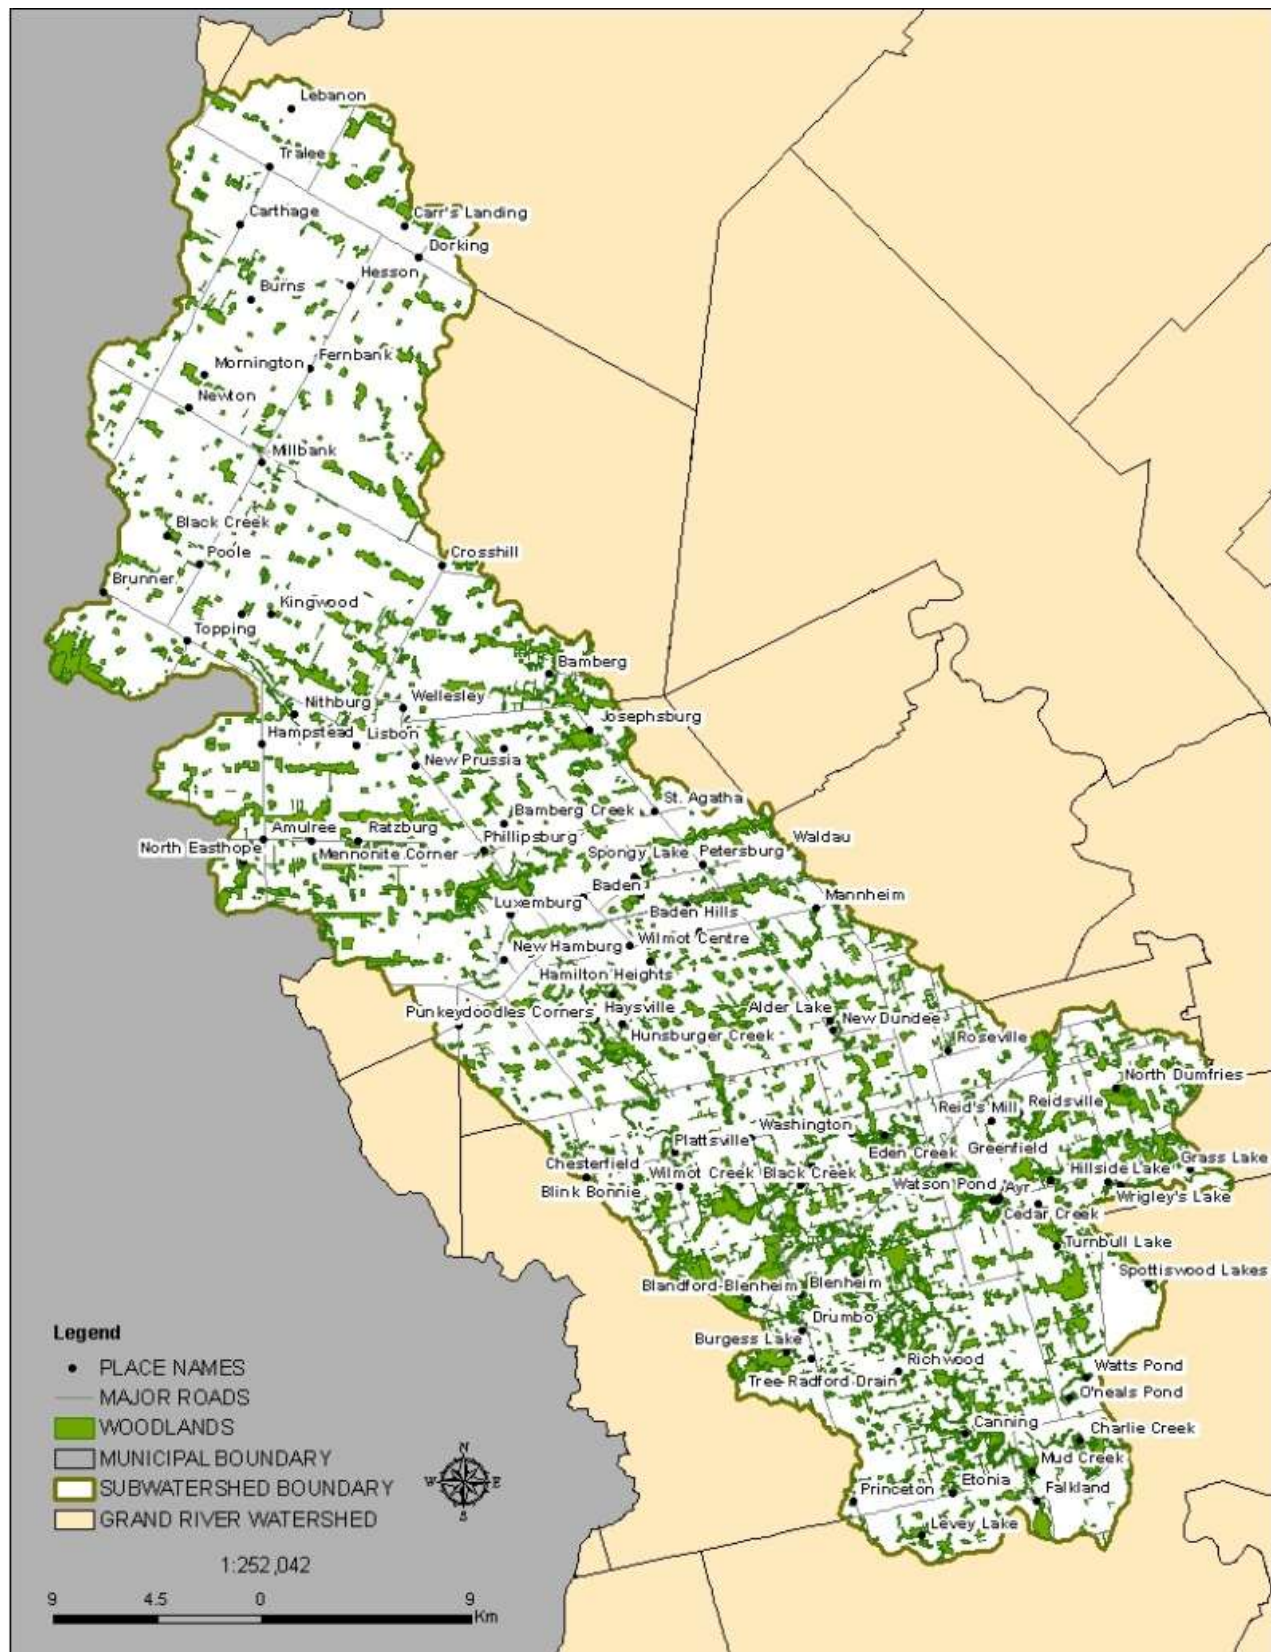 Lebanon
Tralee
Carthage
Carr's Landing
Dorking
Hesson
Burns
Mornington
Fernbank
Newton
Millbank
Black Creek
Poole
Crosshill
Brunner
Kingwood
Topping
Bamberg
Nithburg
Wellesley
Josephsburg
Hampstead
Lisbon
New Prussia
St. Agatha
Bamberg Creek
Amulree
Ratzburg
Phillipsburg
Waldau
North Easthope
Mennonite Corner
Spongy Lake
Petersburg
Baden
Luxemburg
Baden Hills
Mannheim
New Hamburg
Wilmot Centre
Hamilton Heights
Punkeydoodles Corners
Haysville
Alder Lake
New Dundee
Hunsburger Creek
Roseville
North Dumfries
Reid's Mill
Reidsville
Washington
Plattsville
Eden Creek
Greenfield
Chesterfield
Grass Lake
Hillside Lake
Wilmot Creek
Black Creek
Watson Pond
Ayr
Blink Bonnie
Wrigley's Lake
Cedar Creek
Turnbull Lake
Spottiswood Lakes
Blandford-Blenheim
Blenheim
Drumbo
Burgess Lake
Richwood
Watts Pond
Tree-Radford Drain
O'neals Pond
Canning
Charlie Creek
Mud Creek
Etonia
Princeton
Falkland
Levey Lake
Legend
PLACE NAMES
MAJOR ROADS
WOODLANDS
MUNICIPAL BOUNDARY
SUBWATERSHED BOUNDARY
GRAND RIVER WATERSHED
N
W E
S
1:252,042
9 4.5 0 9
Km